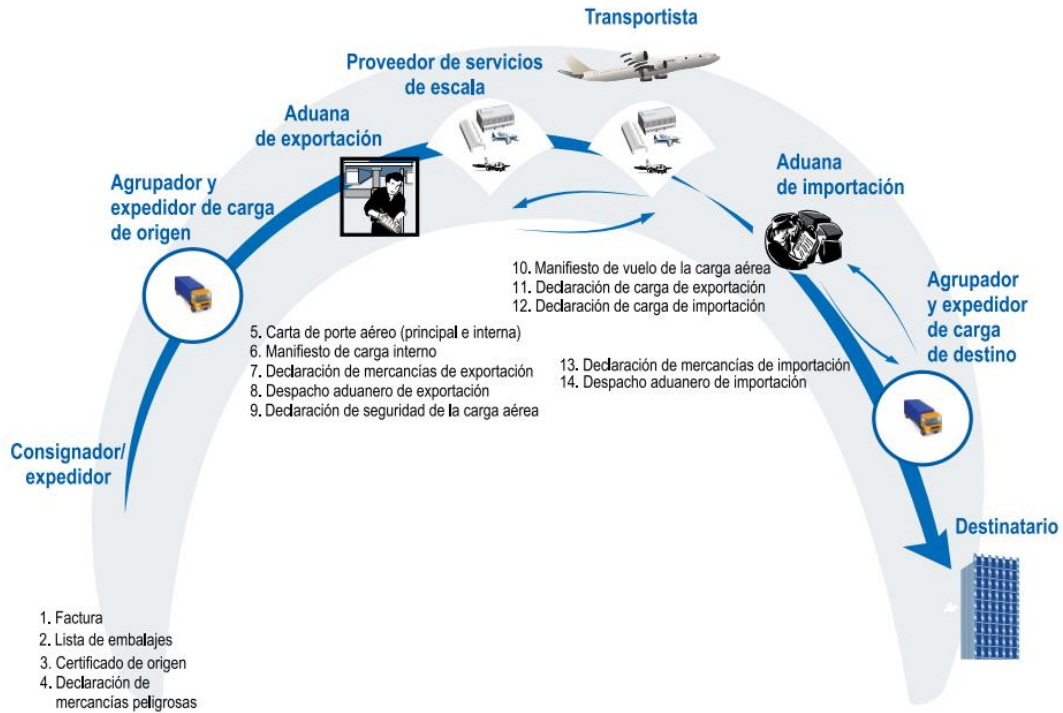 Transportista
Proveedor de servicios
de escala
Aduana
de exportación
Aduana
de importación
Agrupador y
expedidor de carga
de origen
10. Manifiesto de vuelo de la carga aérea
11. Declaración de carga de exportación
12. Declaración de carga de importación
Agrupador
y expedidor
de carga
de destino
5. Carta de porte aéreo (principal e interna)
6. Manifiesto de carga interno
7. Declaración de mercancías de exportación
8. Despacho aduanero de exportación
9. Declaración de seguridad de la carga aérea
13. Declaración de mercancías de importación
14. Despacho aduanero de importación
Consignador/
expedidor
Destinatario
1. Factura
2. Lista de embalajes
3. Certificado de origen
4. Declaración de
mercancías peligrosas